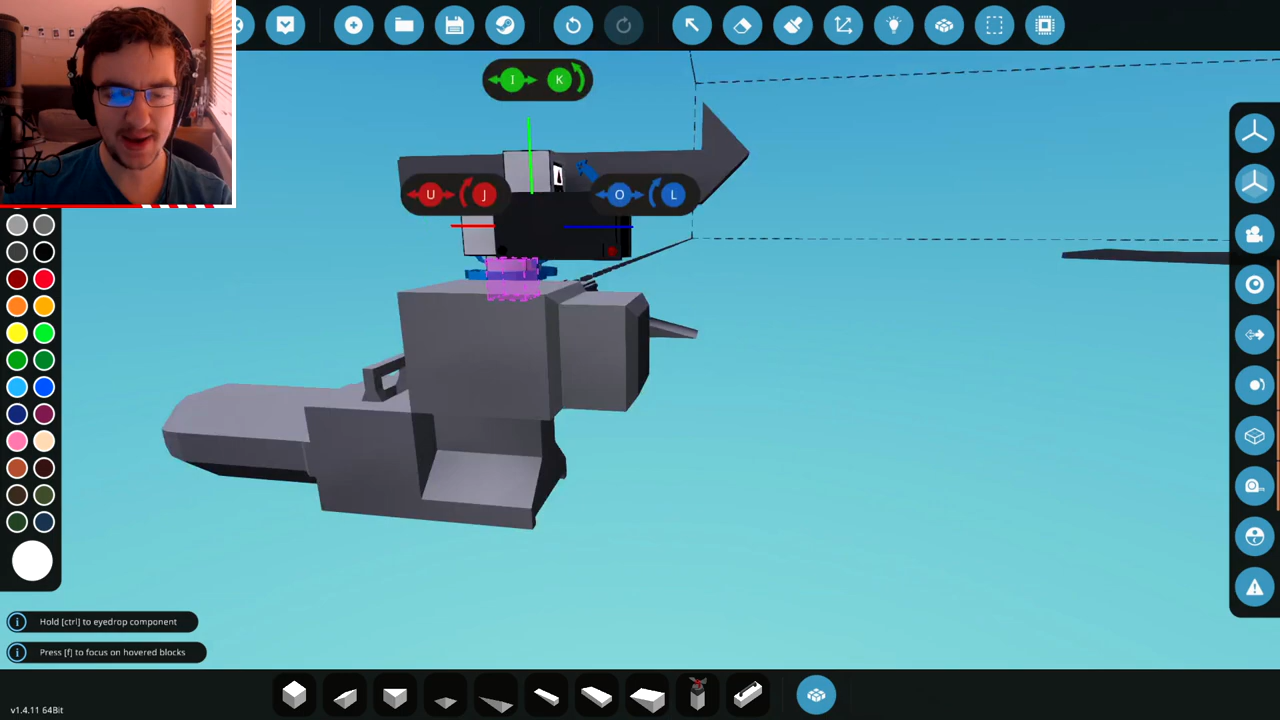 I K
U J O L
Hold [ctrl] to eyedrop component
Press [f] to focus on hovered blocks
v1.4.11 64Bit